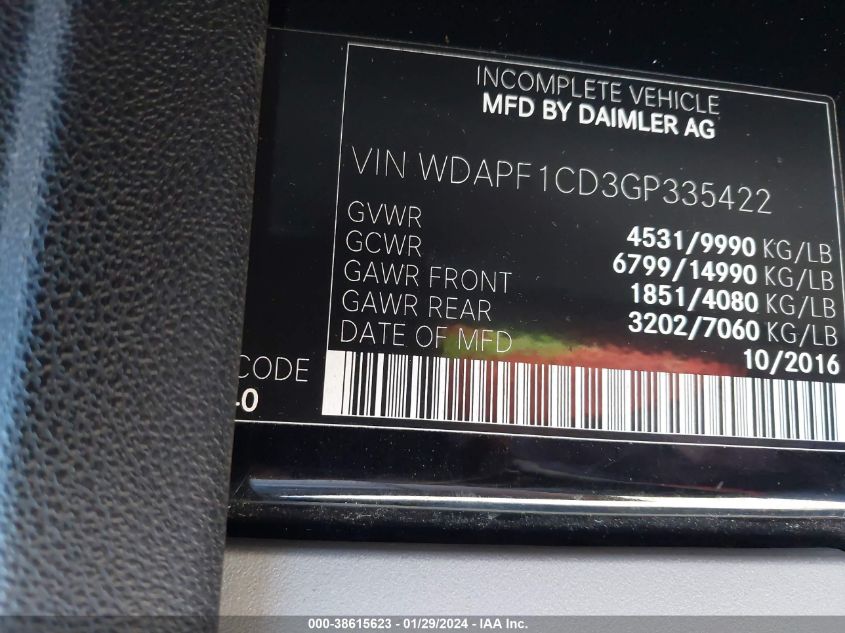 INCOMPLETE VEHICLE
MFD BY DAIMLER AG
VIN WDAPF1CD3GP335422
GVWR 4531/9990 KG/LB
GCWR 6799/14990 KG/LB
GAWR FRONT 1851/4080 KG/LB
GAWR REAR 3202/7060 KG/LB
DATE OF MFD 10/2016
CODE
40
000-38615623 - 01/29/2024 - IAA Inc.